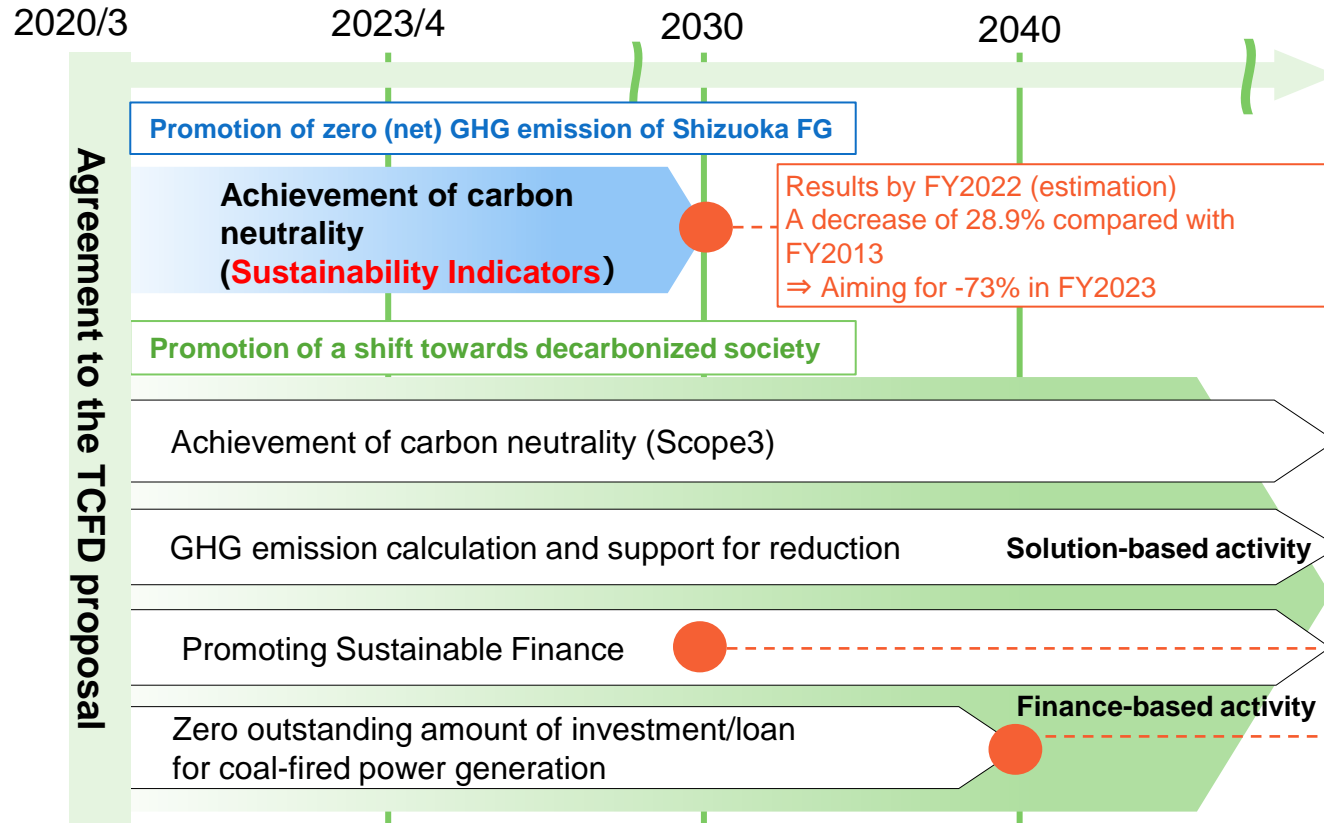 2020/3
2023/4
2030
2040
Agreement to the TCFD proposal
Promotion of zero (net) GHG emission of Shizuoka FG
Achievement of carbon
neutrality
(Sustainability Indicators)
Results by FY2022 (estimation)
A decrease of 28.9% compared with
FY2013
⇒ Aiming for -73% in FY2023
Promotion of a shift towards decarbonized society
Achievement of carbon neutrality (Scope3)
GHG emission calculation and support for reduction
Solution-based activity
Promoting Sustainable Finance
Finance-based activity
Zero outstanding amount of investment/loan
for coal-fired power generation